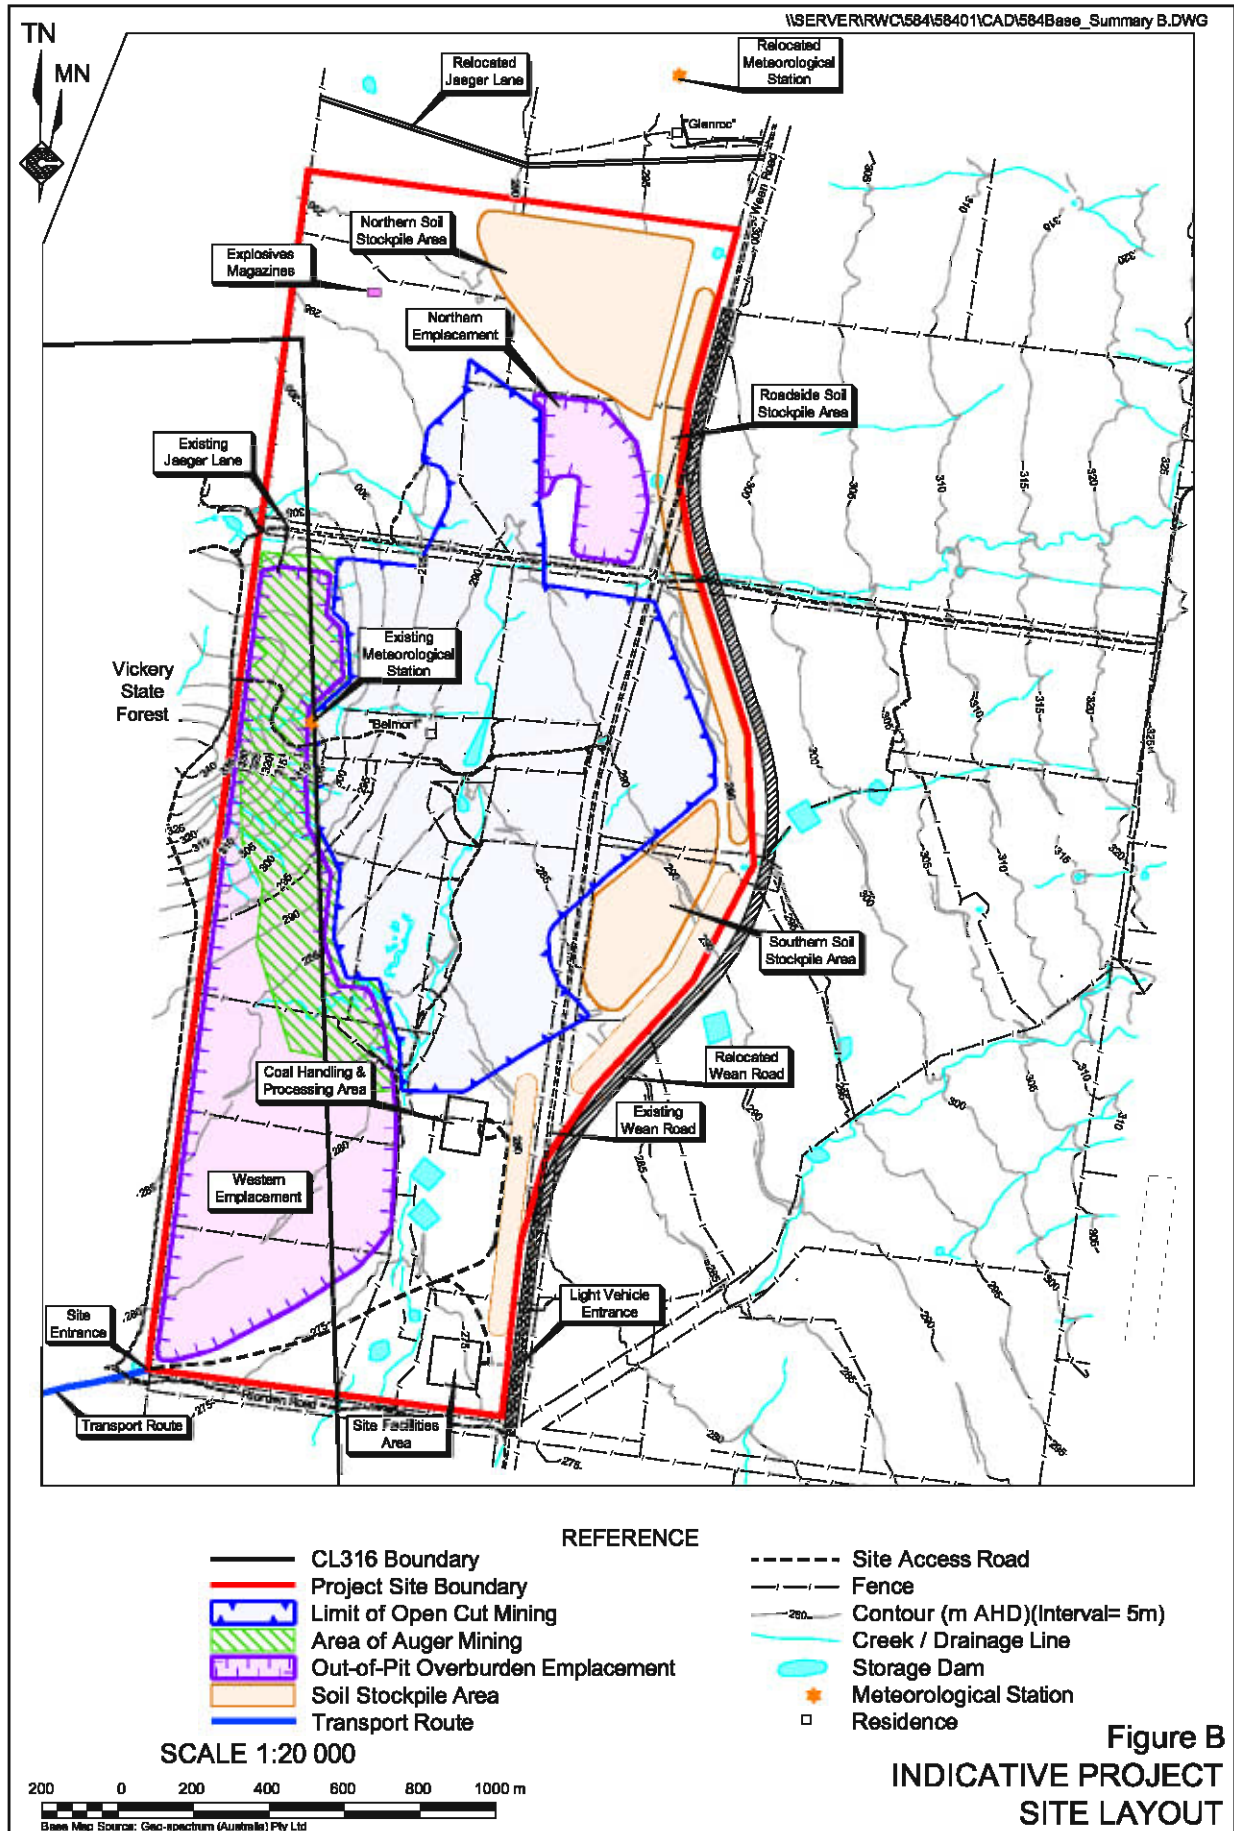 \\SERVER\RWC\584\58401\CAD\584Base_Summary B.DWG
TN
MN
Relocated
Jaeger Lane
Relocated
Meteorological
Station
"Glenroc"
Wean Road
Northern Soil
Stockpile Area
Explosives
Magazines
Northern
Emplacement
Roadside Soil
Stockpile Area
Existing
Jaeger Lane
Existing
Meteorological
Station
Vickery
State
Forest
"Belmont"
Southern Soil
Stockpile Area
Relocated
Wean Road
Coal Handling &
Processing Area
Existing
Wean Road
Western
Emplacement
Light Vehicle
Entrance
Site
Entrance
Transport Route
Site Facilities
Area
REFERENCE
CL316 Boundary
Project Site Boundary
Limit of Open Cut Mining
Area of Auger Mining
Out-of-Pit Overburden Emplacement
Soil Stockpile Area
Transport Route
Site Access Road
Fence
Contour (m AHD)(Interval= 5m)
Creek / Drainage Line
Storage Dam
Meteorological Station
Residence
SCALE 1:20 000
200 0 200 400 600 800 1000 m
Base Map Source: Geo-spectrum (Australia) Pty Ltd
Figure B
INDICATIVE PROJECT
SITE LAYOUT